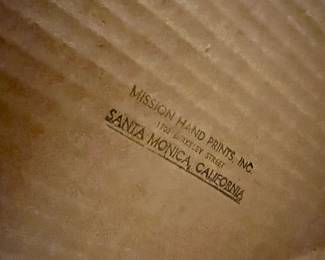 MISSION HAND PRINTS, INC.
BERKELEY STREET
SANTA MONICA, CALIFORNIA